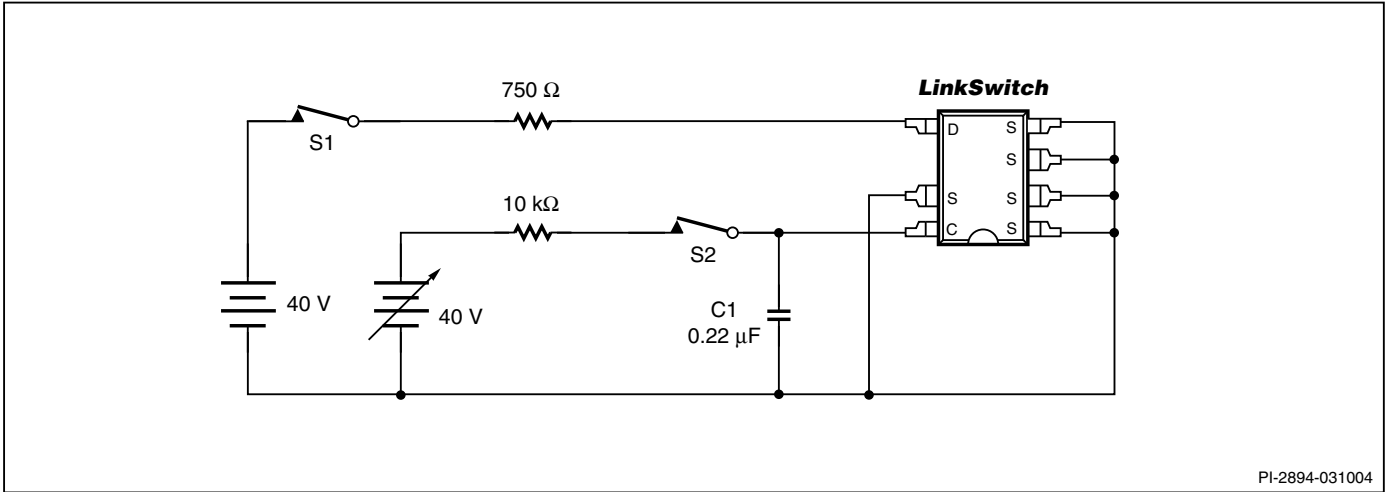 LinkSwitch
750 Ω
S1
D
S
S
10 kΩ
S
S
S2
C
S
40 V
40 V
C1
0.22 μF
PI-2894-031004